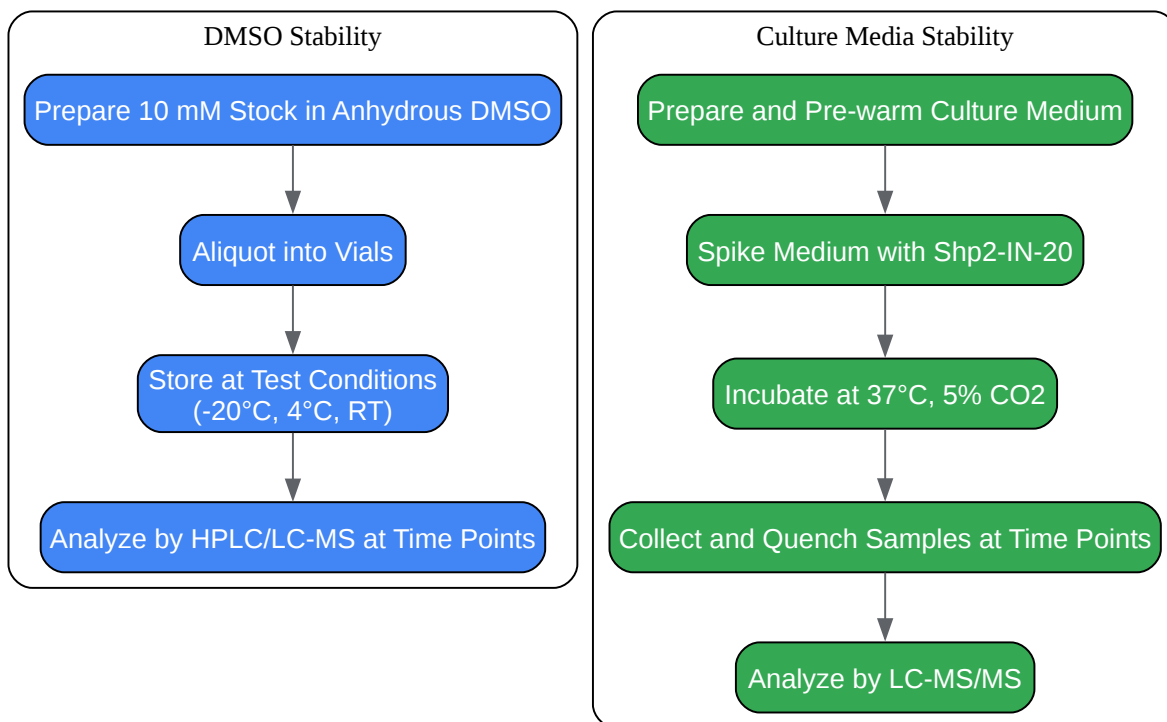 DMSO Stability
Prepare 10 mM Stock in Anhydrous DMSO
Aliquot into Vials
Store at Test Conditions
(-20°C, 4°C, RT)
Analyze by HPLC/LC-MS at Time Points
Culture Media Stability
Prepare and Pre-warm Culture Medium
Spike Medium with Shp2-IN-20
Incubate at 37°C, 5% CO2
Collect and Quench Samples at Time Points
Analyze by LC-MS/MS